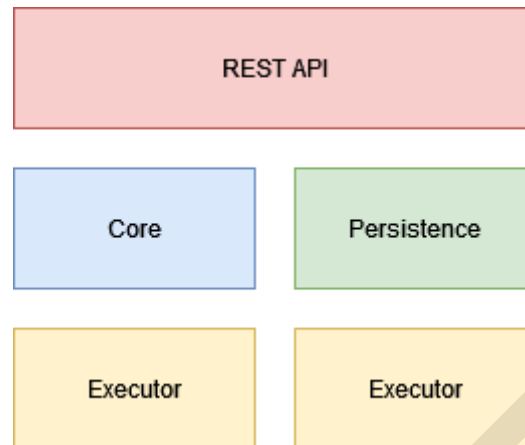 REST API
Core
Persistence
Executor
Executor